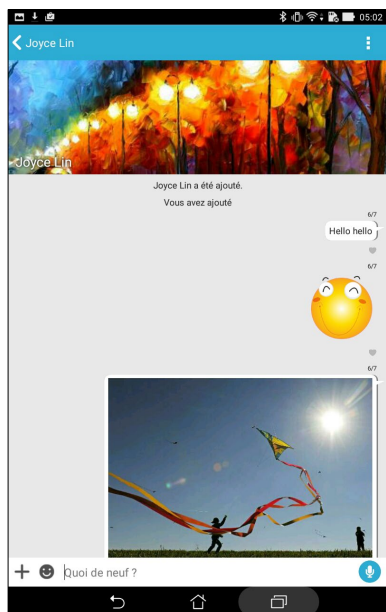 05:02
Joyce Lin
Joyce Lin
Joyce Lin a été ajouté.
Vous avez ajouté
6/7
Hello hello
6/7
6/7
Quoi de neuf ?